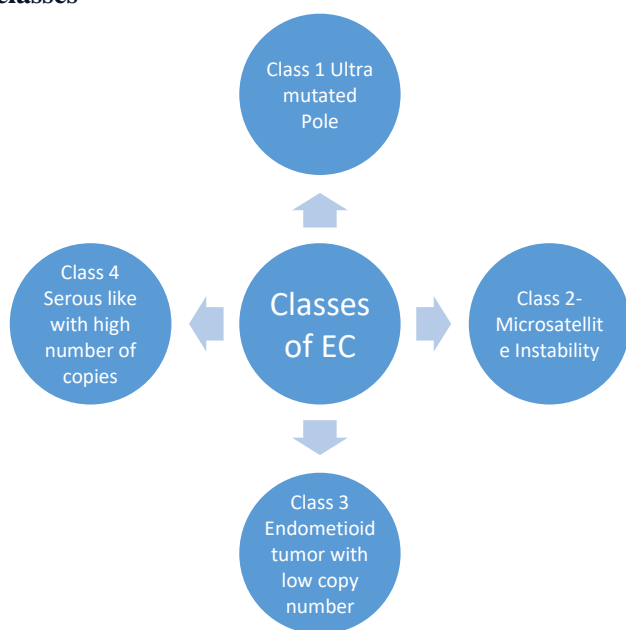 classes
Class 1 Ultra
mutated
Pole
Class 4
Serous like
with high
number of
copies
Classes
of EC
Class 2-
Microsatellit
e Instability
Class 3
Endometioid
tumor with
low copy
number